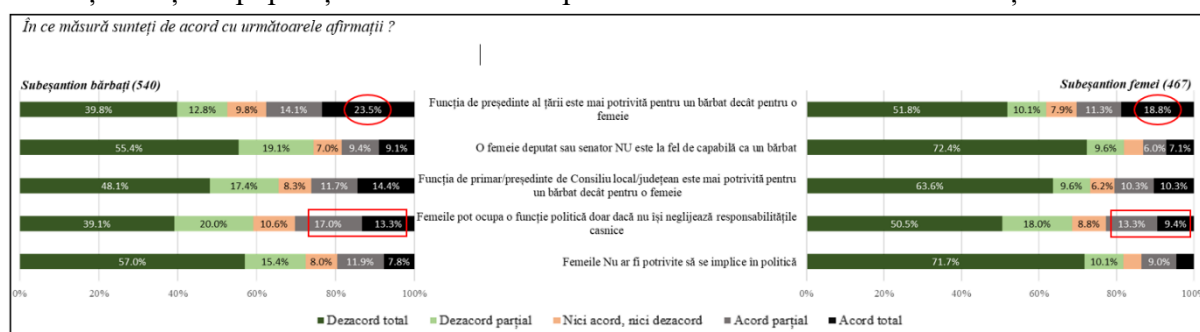 În ce măsură sunteți de acord cu următoarele afirmații ?
Subeșantion bărbați (540)
Subeșantion femei (467)
39.8% 12.8% 9.8% 14.1% 23.5%
Funcția de președinte al țării este mai potrivită pentru un bărbat decât pentru o
femeie
51.8% 10.1% 7.9% 11.3% 18.8%
55.4% 19.1% 7.0% 9.4% 9.1%
O femeie deputat sau senator NU este la fel de capabilă ca un bărbat
72.4% 9.6% 6.0% 7.1%
48.1% 17.4% 8.3% 11.7% 14.4%
Funcția de primar/președinte de Consiliu local/județean este mai potrivită pentru
un bărbat decât pentru o femeie
63.6% 9.6% 6.2% 10.3% 10.3%
39.1% 20.0% 10.6% 17.0% 13.3%
Femeile pot ocupa o funcție politică doar dacă nu își neglijează responsabilitățile
casnice
50.5% 18.0% 8.8% 13.3% 9.4%
57.0% 15.4% 8.0% 11.9% 7.8%
Femeile Nu ar fi potrivite să se implice în politică
71.7% 10.1% 9.0%
0% 20% 40% 60% 80% 100%
0% 20% 40% 60% 80% 100%
Dezacord total Dezacord parțial Nici acord, nici dezacord Acord parțial Acord total